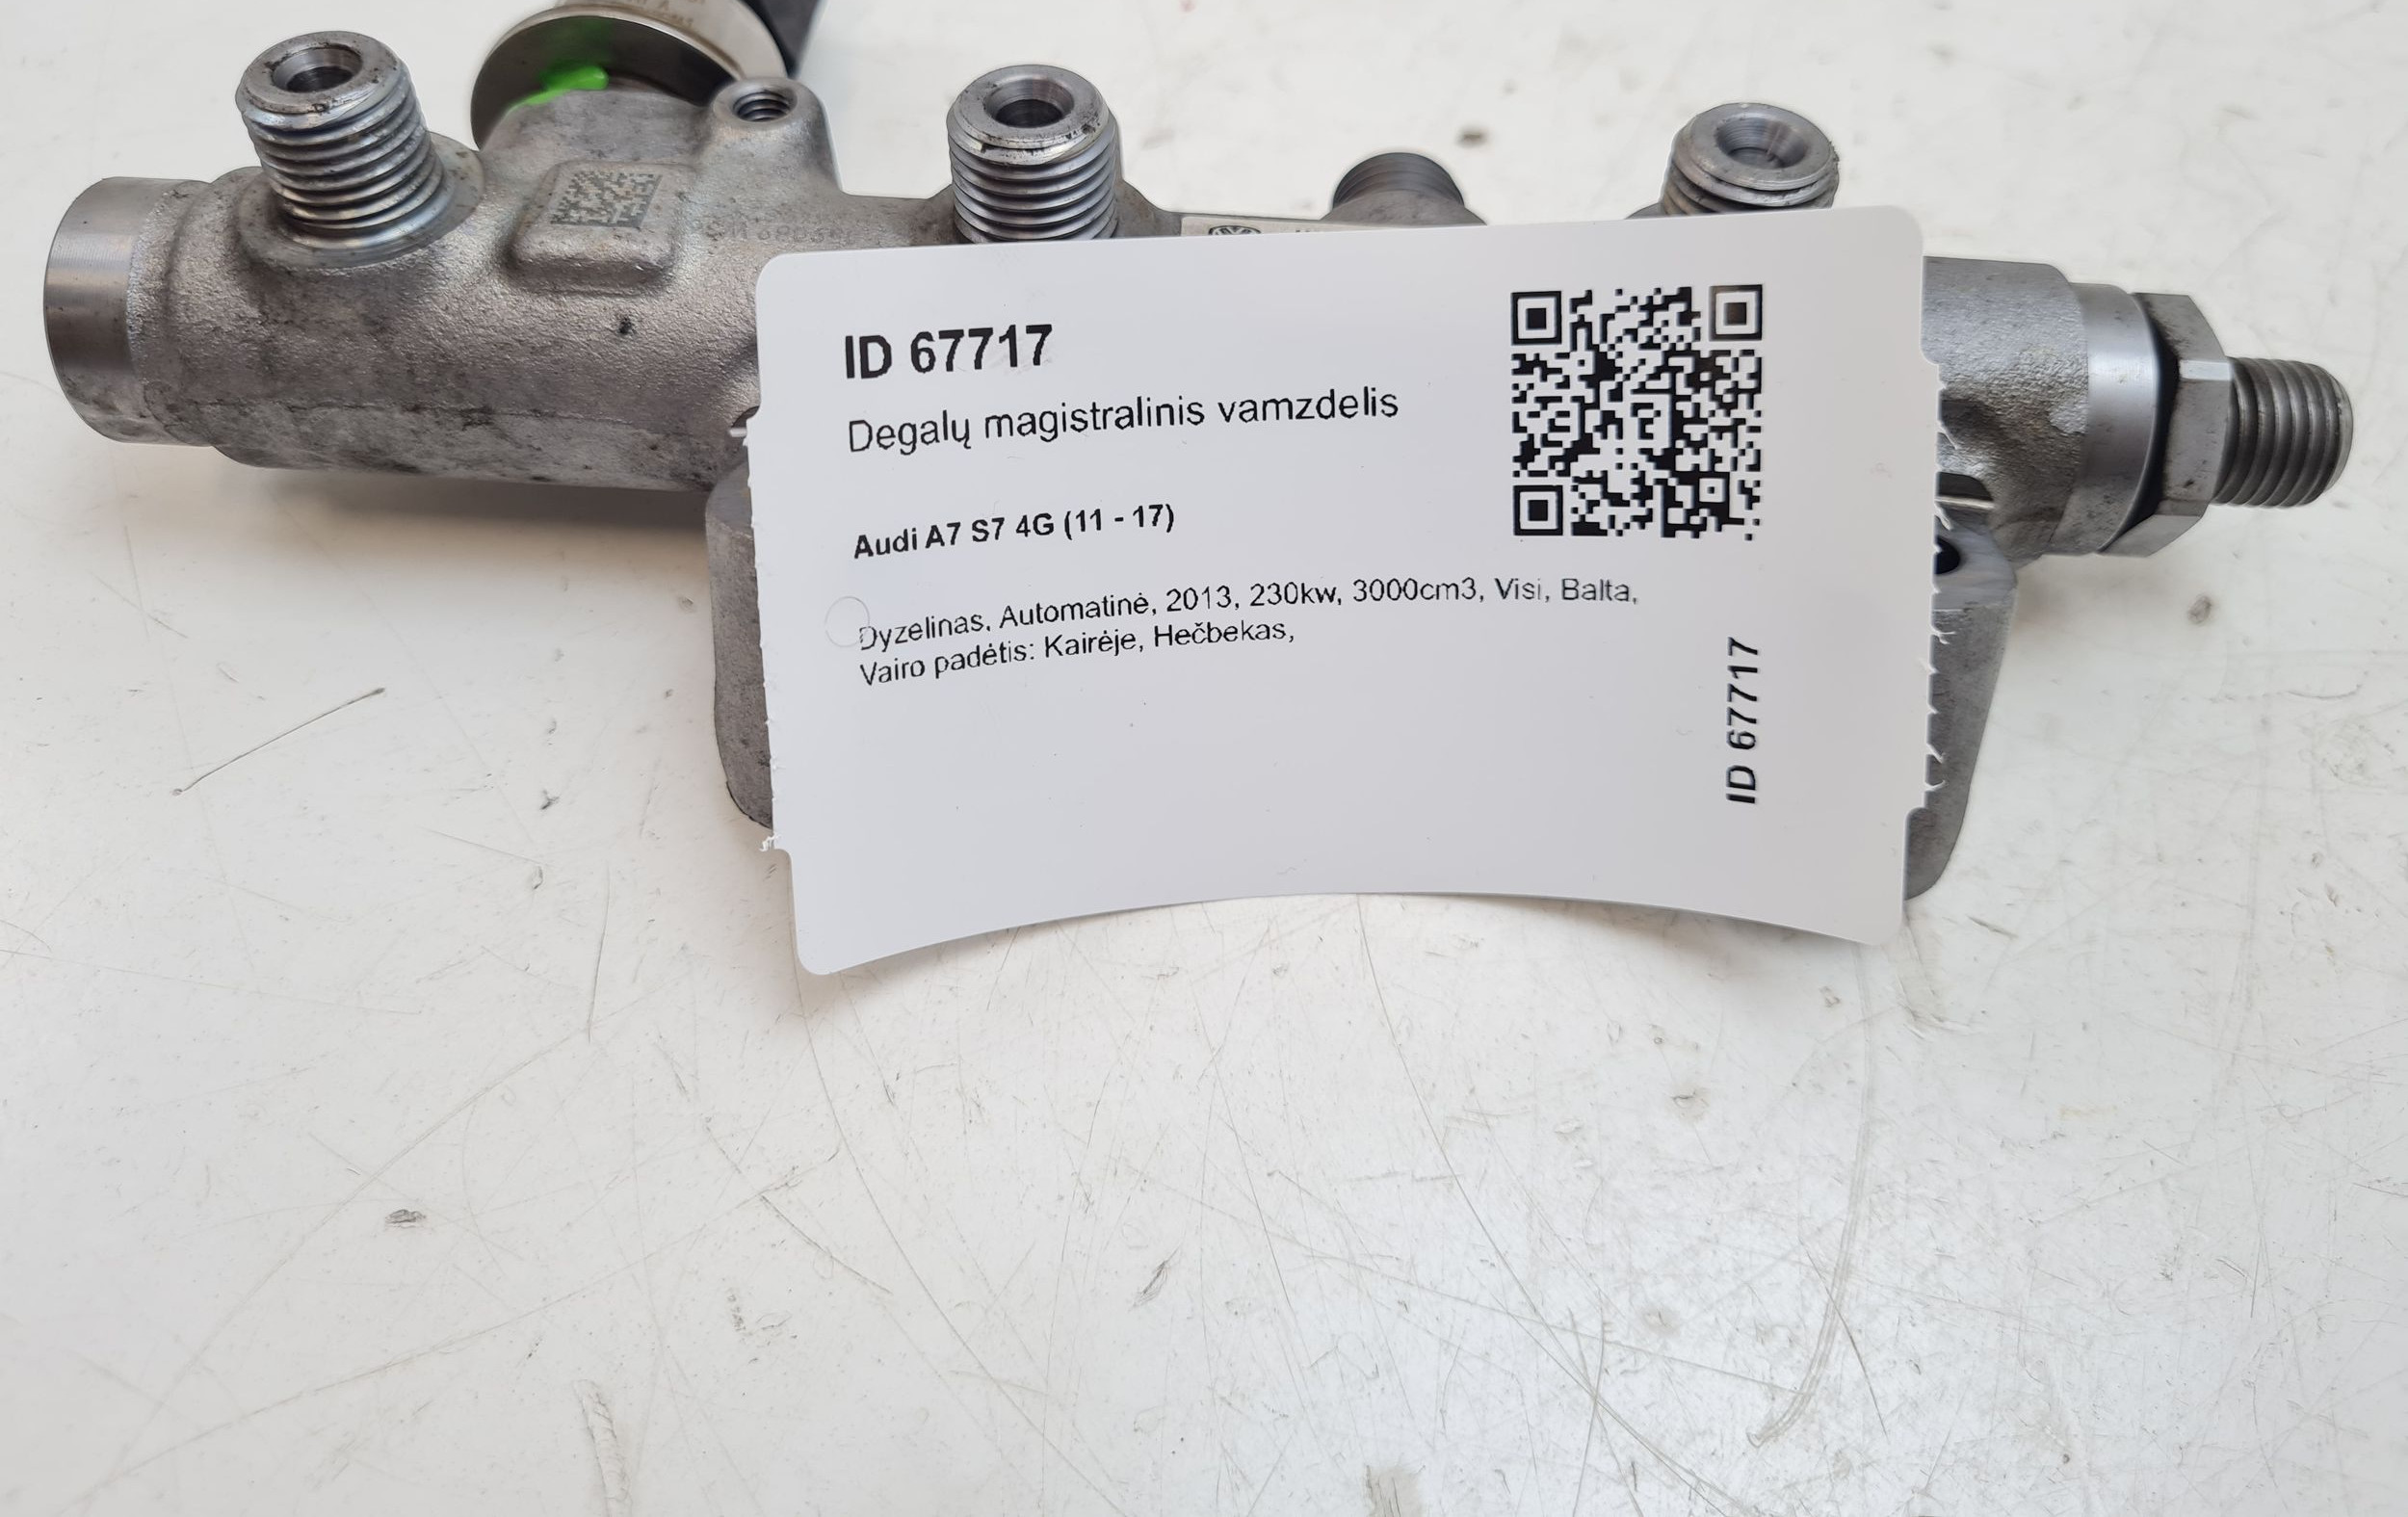 ID 67717
Degalų magistralinis vamzdelis
Audi A7 S7 4G (11 - 17)
Dyzelinas, Automatinė, 2013, 230kw, 3000cm3, Visi, Balta,
Vairo padėtis: Kairėje, Hečbekas,
ID 67717